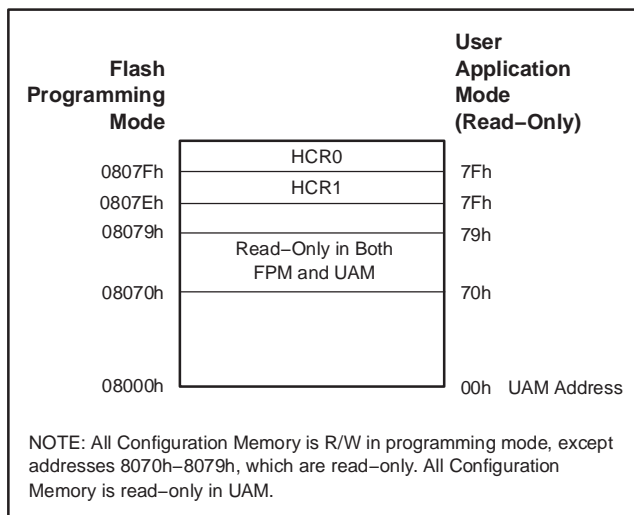 Flash
Programming
Mode
User
Application
Mode
(Read−Only)
HCR0
0807Fh
7Fh
HCR1
0807Eh
7Fh
08079h
79h
Read−Only in Both
FPM and UAM
08070h
70h
08000h
00h UAM Address
NOTE: All Configuration Memory is R/W in programming mode, except
addresses 8070h−8079h, which are read−only. All Configuration
Memory is read−only in UAM.